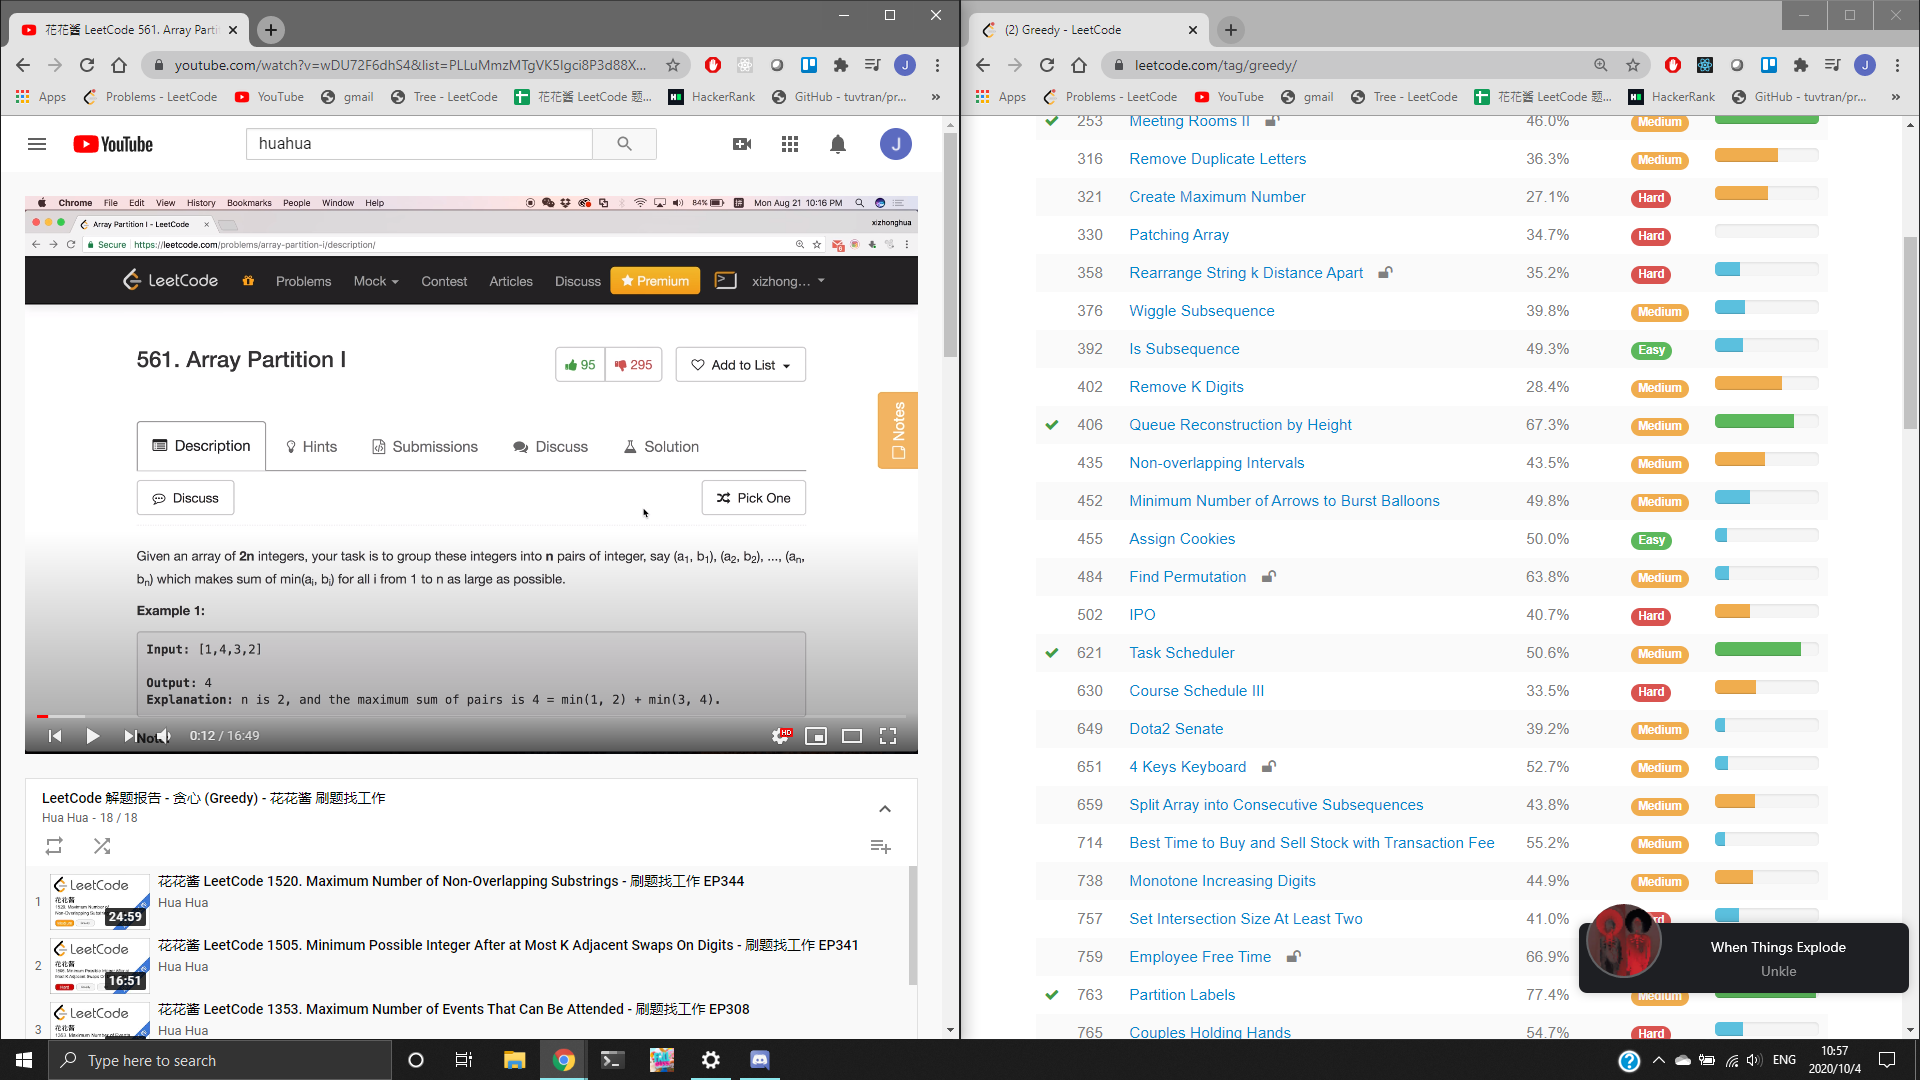 花花酱 LeetCode 561. Array Parti
youtube.com/watch?v=wDU72F6dhS4&list=PLLuMmzMTgVK5Igci8P3d88X...
Apps Problems - LeetCode YouTube gmail Tree - LeetCode 花花酱 LeetCode 题... HackerRank GitHub - tuvtran/pr... »
YouTube
huahua
J
Chrome File Edit View History Bookmarks People Window Help 84% Mon Aug 21 10:16 PM
Array Partition I - LeetCode xizhonghua
Secure https://leetcode.com/problems/array-partition-i/description/
LeetCode Problems Mock Contest Articles Discuss Premium xizhong...
561. Array Partition I 95 295 Add to List
Notes
Description Hints Submissions Discuss Solution
Discuss Pick One
Given an array of 2n integers, your task is to group these integers into n pairs of integer, say (a1, b1), (a2, b2), ..., (an,
bn) which makes sum of min(ai, bi) for all i from 1 to n as large as possible.
Example 1:
Input: [1,4,3,2]
Output: 4
Explanation: n is 2, and the maximum sum of pairs is 4 = min(1, 2) + min(3, 4).
Note:
0:12 / 16:49 HD
LeetCode 解题报告 - 贪心 (Greedy) - 花花酱 刷题找工作
Hua Hua - 18 / 18
1 LeetCode 24:59 花花酱 LeetCode 1520. Maximum Number of Non-Overlapping Substrings - 刷题找工作 EP344
Hua Hua
2 LeetCode 16:51 花花酱 LeetCode 1505. Minimum Possible Integer After at Most K Adjacent Swaps On Digits - 刷题找工作 EP341
Hua Hua
3 LeetCode 花花酱 LeetCode 1353. Maximum Number of Events That Can Be Attended - 刷题找工作 EP308
Hua Hua
(2) Greedy - LeetCode
leetcode.com/tag/greedy/
J
Apps Problems - LeetCode YouTube gmail Tree - LeetCode 花花酱 LeetCode 题... HackerRank GitHub - tuvtran/pr... »
253 Meeting Rooms II 46.0% Medium
316 Remove Duplicate Letters 36.3% Medium
321 Create Maximum Number 27.1% Hard
330 Patching Array 34.7% Hard
358 Rearrange String k Distance Apart 35.2% Hard
376 Wiggle Subsequence 39.8% Medium
392 Is Subsequence 49.3% Easy
402 Remove K Digits 28.4% Medium
406 Queue Reconstruction by Height 67.3% Medium
435 Non-overlapping Intervals 43.5% Medium
452 Minimum Number of Arrows to Burst Balloons 49.8% Medium
455 Assign Cookies 50.0% Easy
484 Find Permutation 63.8% Medium
502 IPO 40.7% Hard
621 Task Scheduler 50.6% Medium
630 Course Schedule III 33.5% Hard
649 Dota2 Senate 39.2% Medium
651 4 Keys Keyboard 52.7% Medium
659 Split Array into Consecutive Subsequences 43.8% Medium
714 Best Time to Buy and Sell Stock with Transaction Fee 55.2% Medium
738 Monotone Increasing Digits 44.9% Medium
757 Set Intersection Size At Least Two 41.0% rd
759 Employee Free Time 66.9%
763 Partition Labels 77.4% Medium
765 Couples Holding Hands 54.7% Hard
When Things Explode
Unkle
Type here to search
ENG
10:57
2020/10/4